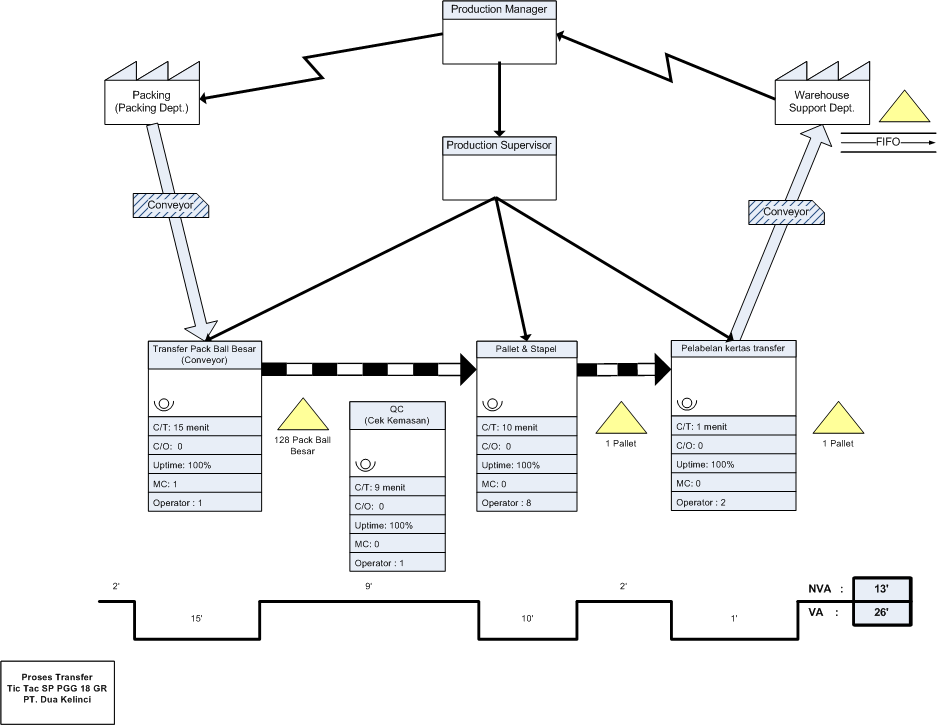 Production Manager
Packing
(Packing Dept.)
Warehouse
Support Dept.
FIFO
Production Supervisor
Conveyor
Conveyor
Transfer Pack Ball Besar
(Conveyor)
C/T: 15 menit
C/O:  0
Uptime: 100%
MC: 1
Operator : 1
128 Pack Ball
Besar
QC
(Cek Kemasan)
C/T: 9 menit
C/O:  0
Uptime: 100%
MC: 0
Operator : 1
Pallet & Stapel
C/T: 10 menit
C/O:  0
Uptime: 100%
MC: 0
Operator : 8
1 Pallet
Pelabelan kertas transfer
C/T: 1 menit
C/O:  0
Uptime: 100%
MC: 0
Operator : 2
1 Pallet
2'
15'
9'
10'
2'
1'
NVA : 13'
VA : 26'
Proses Transfer
Tic Tac SP PGG 18 GR
PT. Dua Kelinci